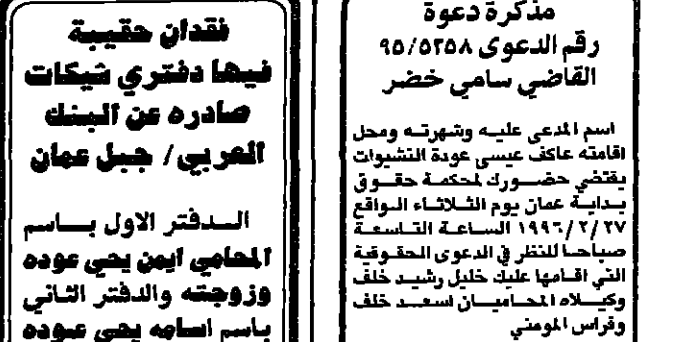 مذكرة دعوة
رقم الدعوى ٩٥/٥٢٥٨
القاضي سامي خضر
اسم المدعى عليه وشهرته ومحل
اقامته عاكف عيسى عودة النشيوات
يقتضي حضورك لمحكمة حقوق
بداية عمان يوم الثلاثاء الواقع
١٩٩٦/٢/٢٧ الساعة التاسعة
صباحا للنظر في الدعوى الحقوقية
التي اقامها عليك خليل رشيد خلف
وكيلاه المحاميان اسعد خلف
وفراس المومني
فقدان حقيبة
فيها دفتري شيكات
صادره عن البنك
العربي/ جبل عمان
الدفتر الاول باسم
المحامي ايمن يحي عوده
وزوجته والدفتر الثاني
باسم اسامه يحي عوده